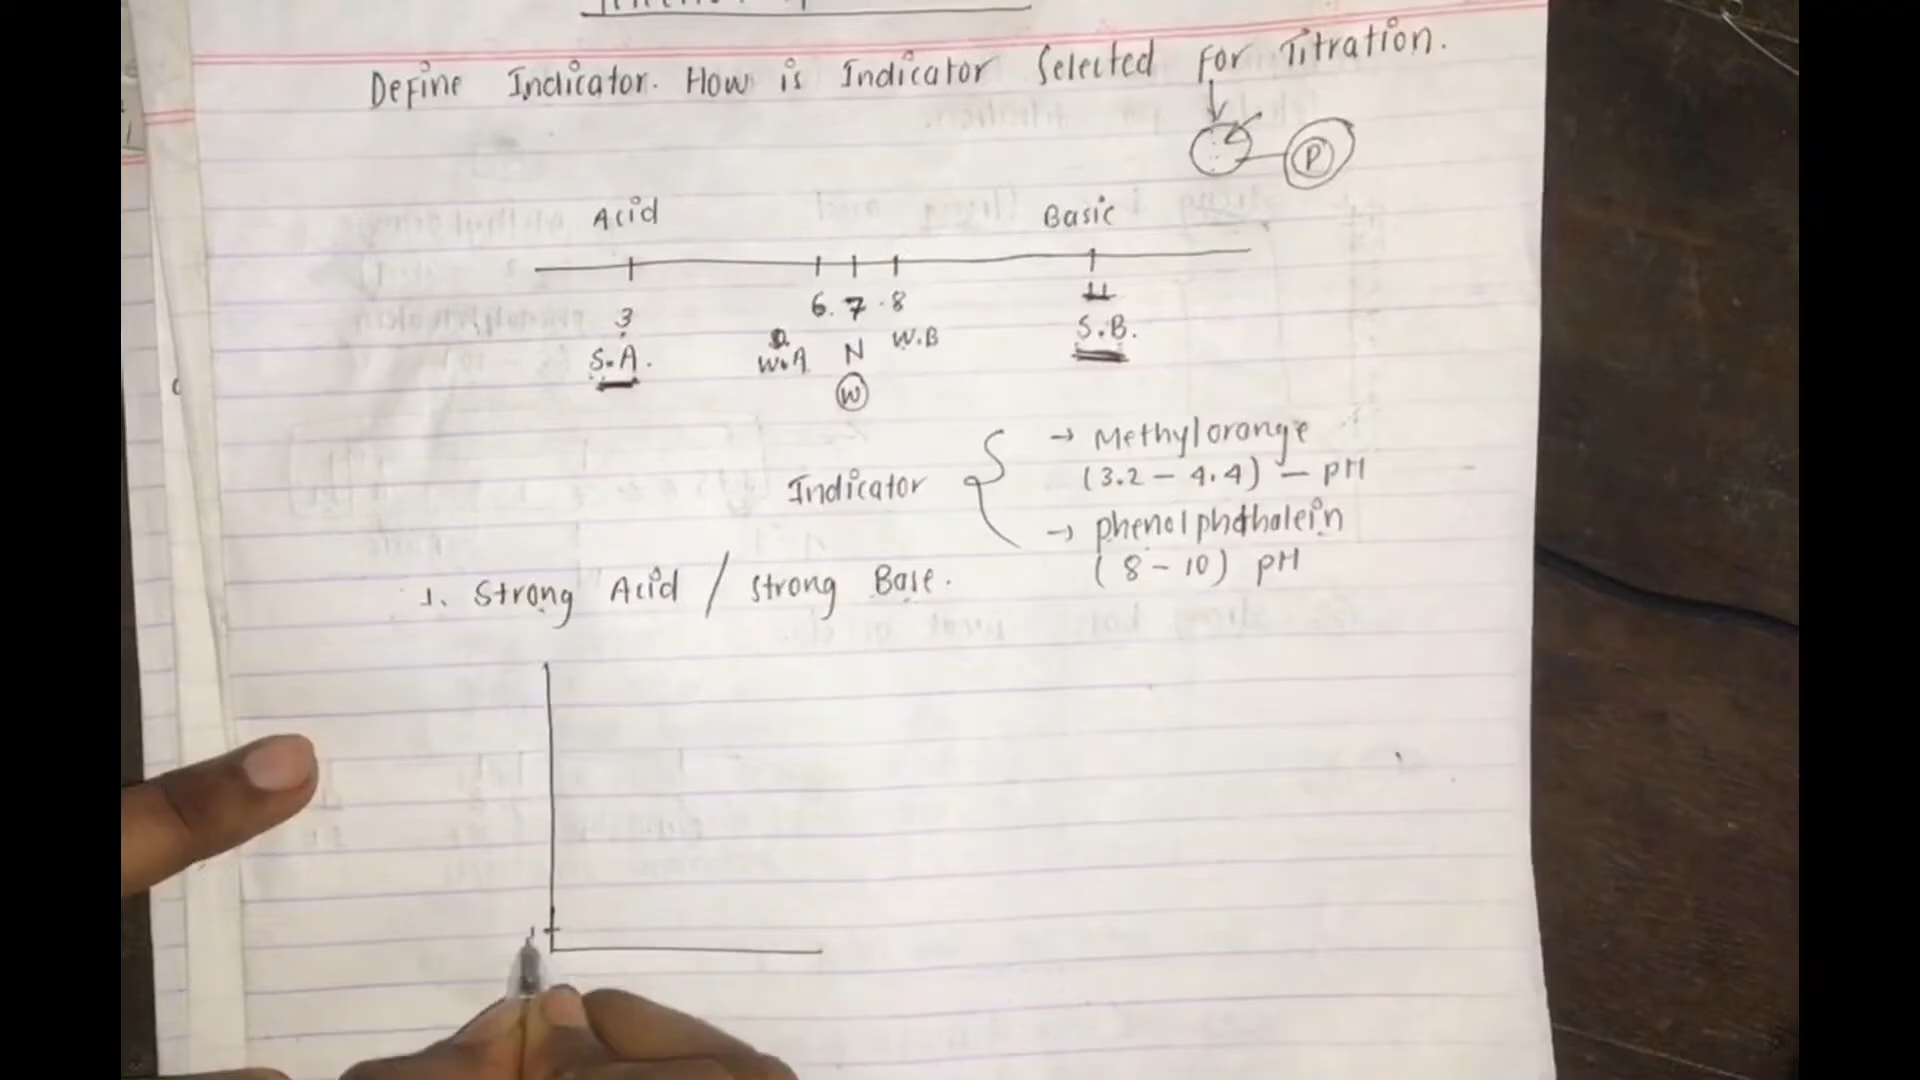 Define Indicator. How is Indicator Selected For Titration.
P
Acid
Basic
3
6. 7 . 8
11
S.A.
W.A
N
W.B
S.B.
W
Indicator
→ Methyl orange
(3.2 - 4.4) - pH
→ phenolphthalein
(8 - 10) pH
1. Strong Acid / Strong Base.